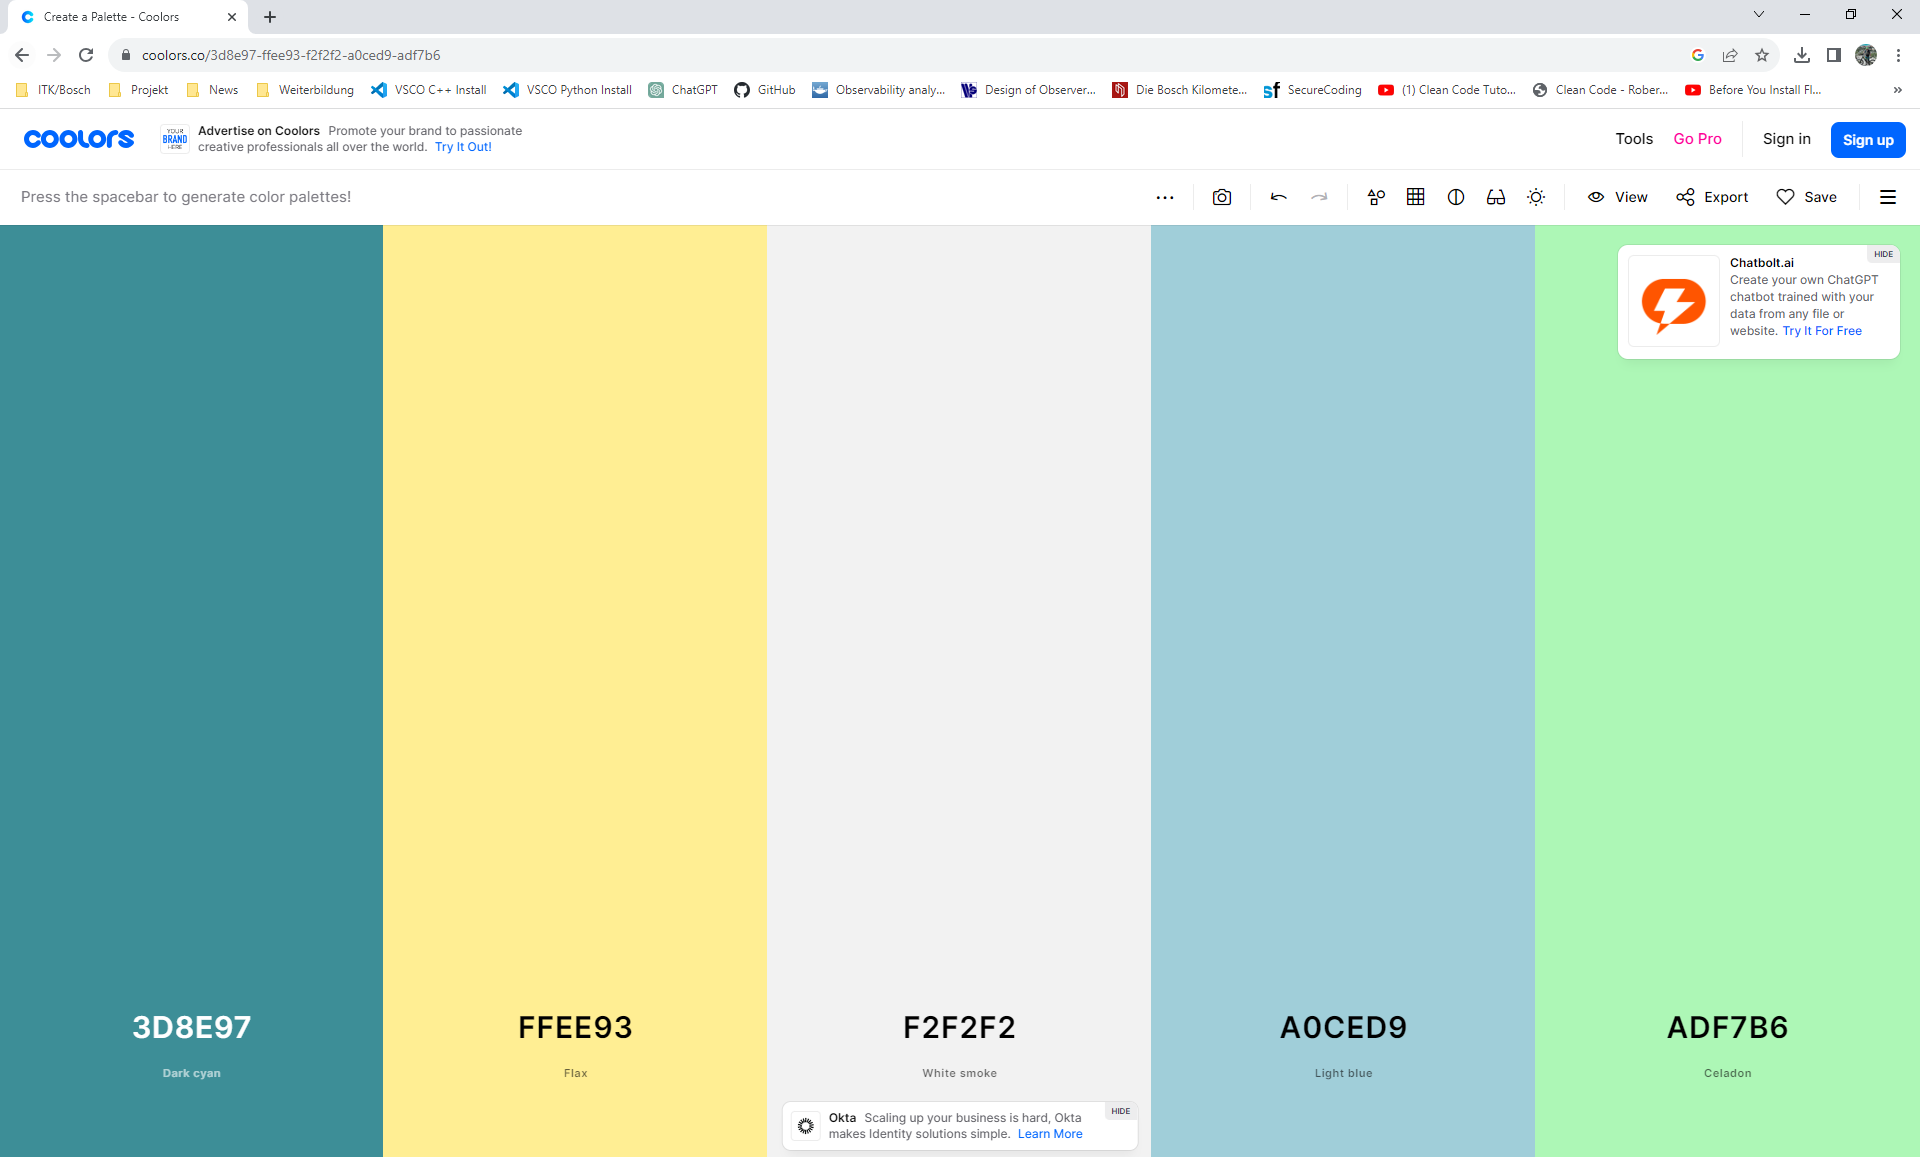 Create a Palette - Coolors
coolors.co/3d8e97-ffee93-f2f2f2-a0ced9-adf7b6
ITK/Bosch
Projekt
News
Weiterbildung
VSCO C++ Install
VSCO Python Install
ChatGPT
GitHub
Observability analy...
Design of Observer...
Die Bosch Kilomete...
SecureCoding
(1) Clean Code Tuto...
Clean Code - Rober...
Before You Install Fl...
»
coolors
YOUR
BRAND
HERE
Advertise on Coolors Promote your brand to passionate
creative professionals all over the world. Try It Out!
Tools
Go Pro
Sign in
Sign up
Press the spacebar to generate color palettes!
View
Export
Save
HIDE
Chatbolt.ai
Create your own ChatGPT
chatbot trained with your
data from any file or
website. Try It For Free
3D8E97
FFEE93
F2F2F2
A0CED9
ADF7B6
Dark cyan
Flax
White smoke
Light blue
Celadon
HIDE
Okta Scaling up your business is hard, Okta
makes Identity solutions simple. Learn More